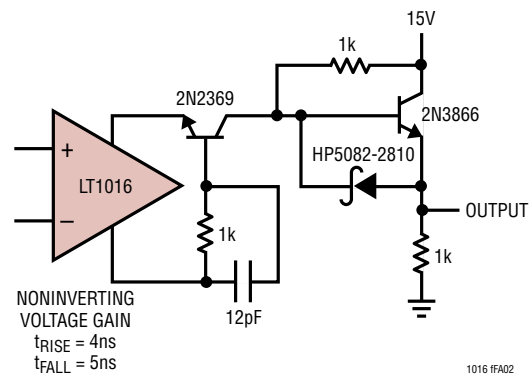 15V
1k
2N2369
2N3866
HP5082-2810
+
LT1016
−
OUTPUT
1k
1k
12pF
NONINVERTING
VOLTAGE GAIN
tRISE = 4ns
tFALL = 5ns
1016 fFA02